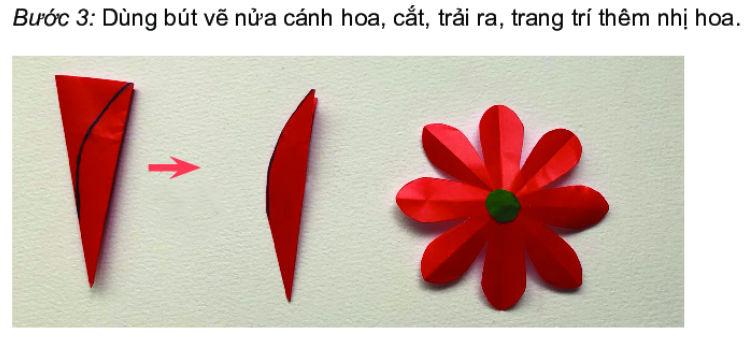 Bước 3: Dùng bút vẽ nửa cánh hoa, cắt, trải ra, trang trí thêm nhị hoa.